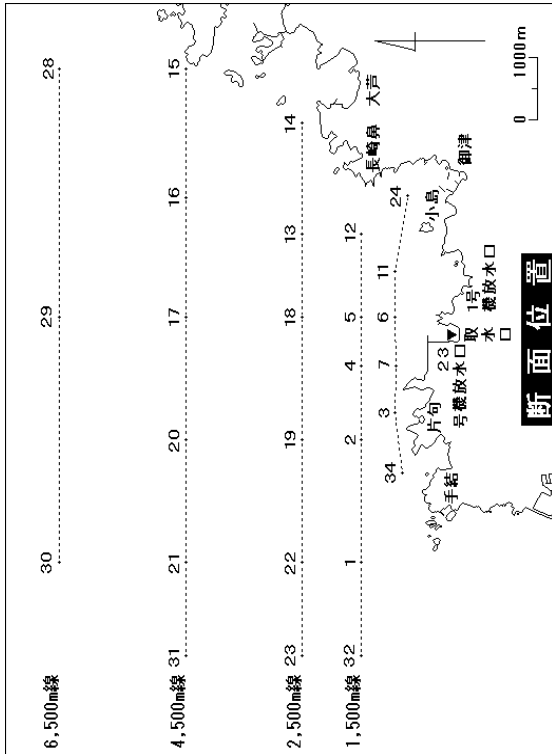 6,500m線 30 29 28
4,500m線 31 21 20 17 16 15
2,500m線 23 22 19 18 13 14
1,500m線 32 1 2 4 5 12
34 3 7 6 11 24
長崎鼻 大芦
手結
片句
小島
御津
23
号機放水口
取水口
1号
機放水口
断面位置
0 1000m